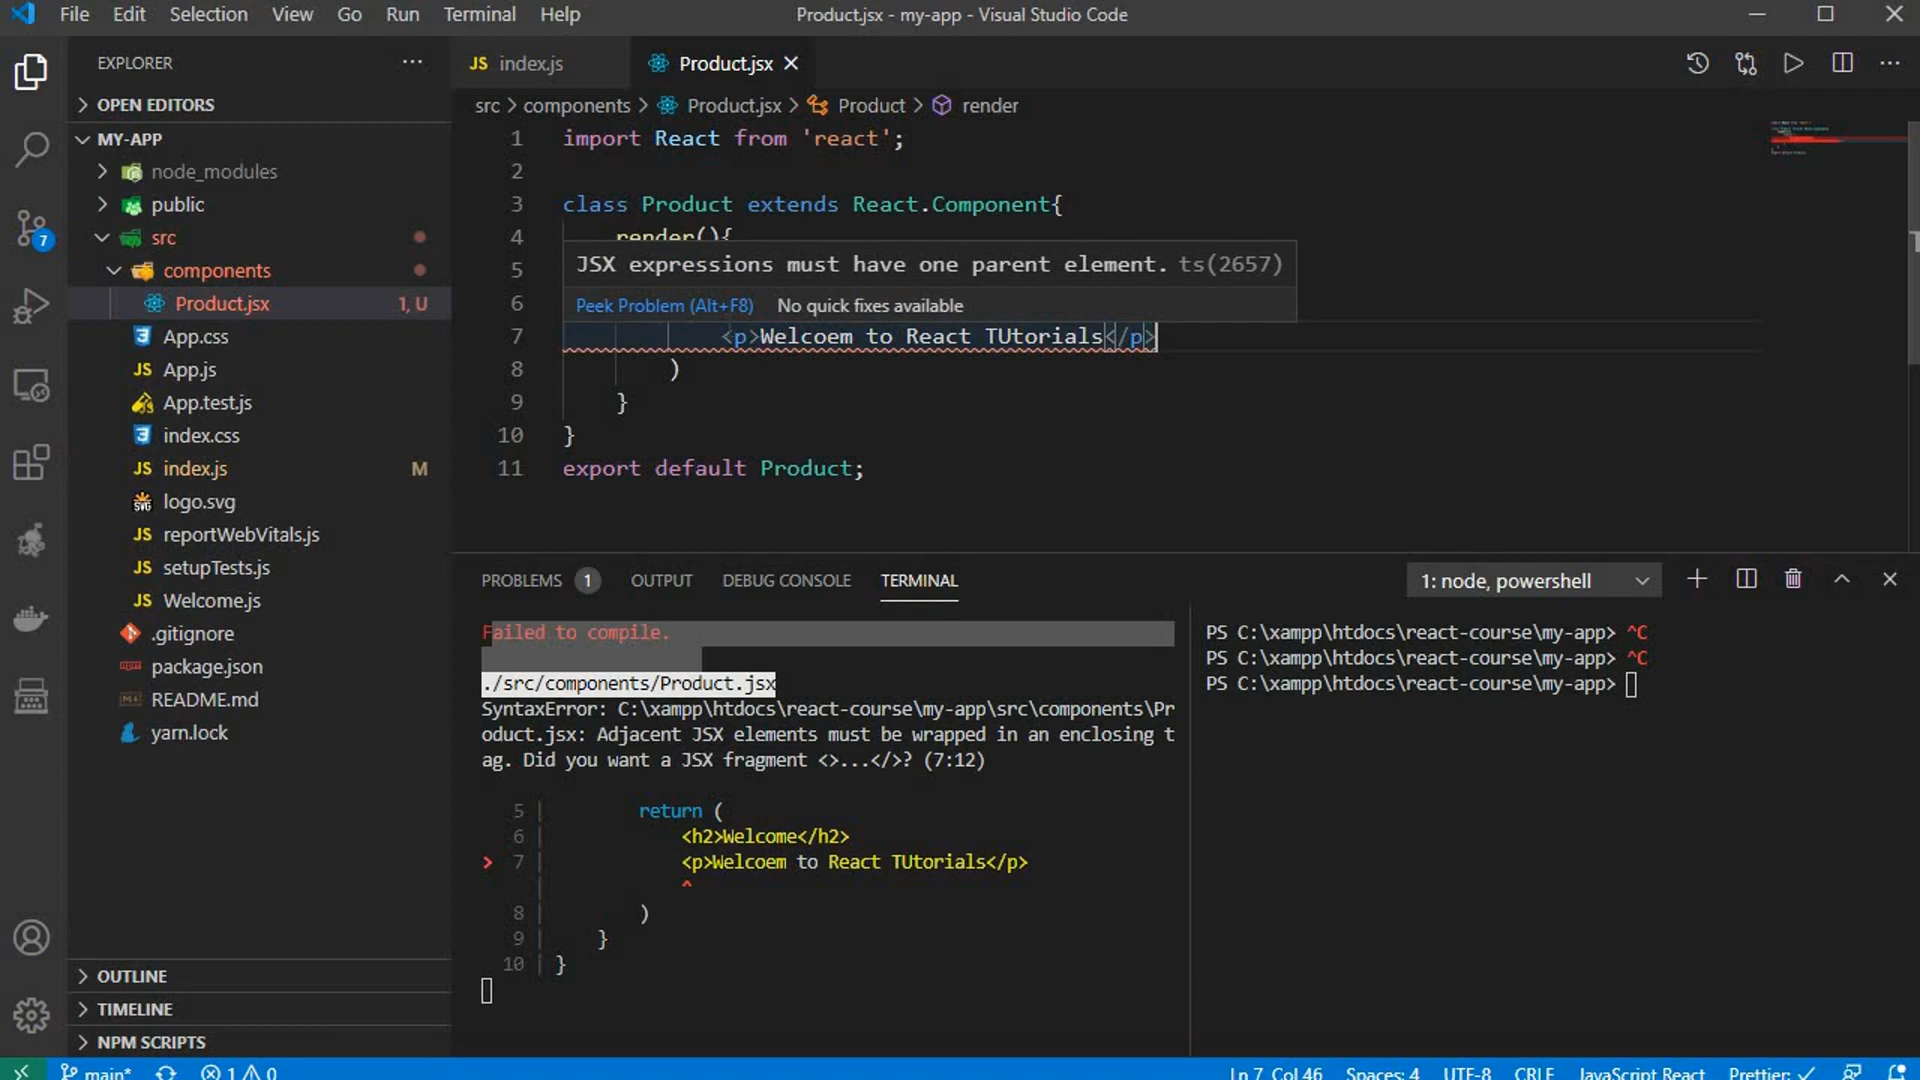 File Edit Selection View Go Run Terminal Help Product.jsx - my-app - Visual Studio Code
EXPLORER
OPEN EDITORS
MY-APP
node_modules
public
src
components
Product.jsx 1, U
App.css
App.js
App.test.js
index.css
index.js M
logo.svg
reportWebVitals.js
setupTests.js
Welcome.js
.gitignore
package.json
README.md
yarn.lock
OUTLINE
TIMELINE
NPM SCRIPTS
7
JS index.js Product.jsx
src > components > Product.jsx > Product > render
1 import React from 'react';
2
3 class Product extends React.Component{
4 render(){
5
6
JSX expressions must have one parent element. ts(2657)
Peek Problem (Alt+F8) No quick fixes available
7 <p>Welcoem to React TUtorials</p>
8 )
9 }
10 }
11 export default Product;
PROBLEMS 1 OUTPUT DEBUG CONSOLE TERMINAL 1: node, powershell
Failed to compile.
./src/components/Product.jsx
SyntaxError: C:\xampp\htdocs\react-course\my-app\src\components\Pr
oduct.jsx: Adjacent JSX elements must be wrapped in an enclosing t
ag. Did you want a JSX fragment <>...</>? (7:12)
5 | return (
6 | <h2>Welcome</h2>
> 7 | <p>Welcoem to React TUtorials</p>
| ^
8 | )
9 | }
10 | }
PS C:\xampp\htdocs\react-course\my-app> ^C
PS C:\xampp\htdocs\react-course\my-app> ^C
PS C:\xampp\htdocs\react-course\my-app>
main* 1 0 Ln 7, Col 46 Spaces: 4 UTF-8 CRLF JavaScript React Prettier: ✓